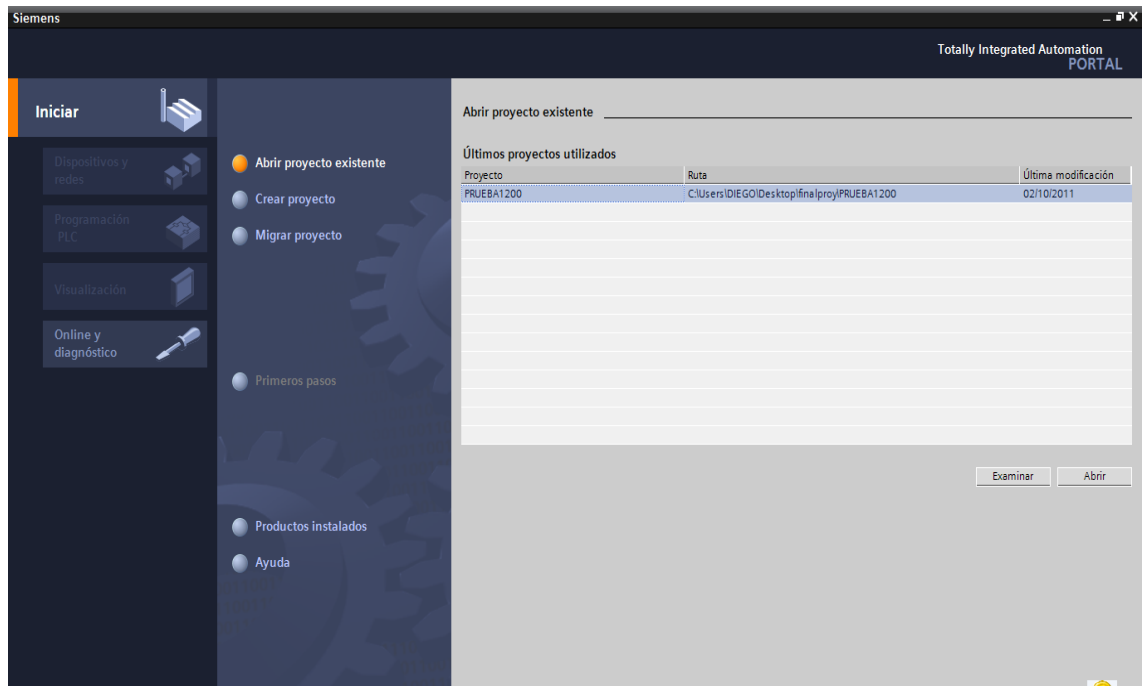 Siemens
Totally Integrated Automation
PORTAL
Iniciar
Dispositivos y
redes
Programación
PLC
Visualización
Online y
diagnóstico
Abrir proyecto existente
Crear proyecto
Migrar proyecto
Primeros pasos
Productos instalados
Ayuda
Abrir proyecto existente
Últimos proyectos utilizados
Proyecto Ruta Última modificación
PRUEBA1200 C:\Users\DIEGO\Desktop\finalproy\PRUEBA1200 02/10/2011
Examinar Abrir